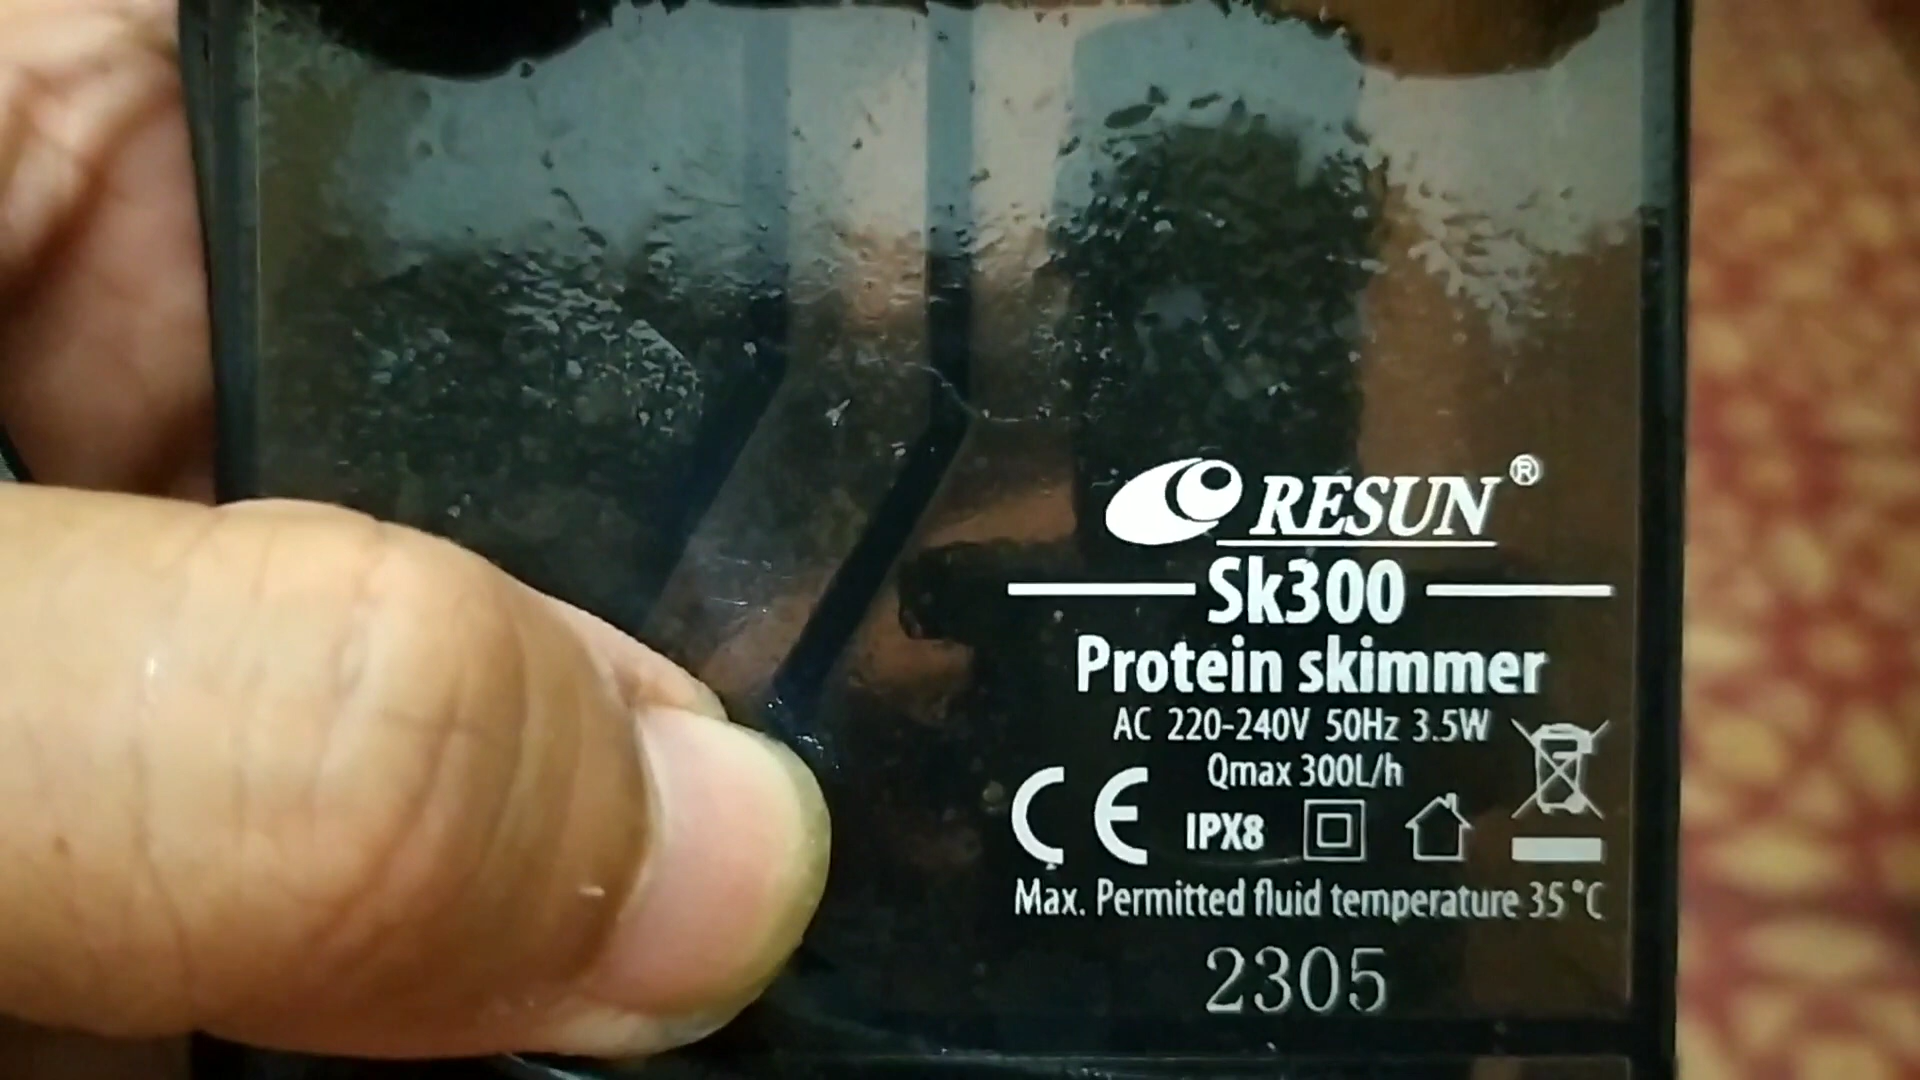 RESUN®
Sk300
Protein skimmer
AC 220-240V 50Hz 3.5W
Qmax 300L/h
CE IPX8
Max. Permitted fluid temperature 35°C
2305